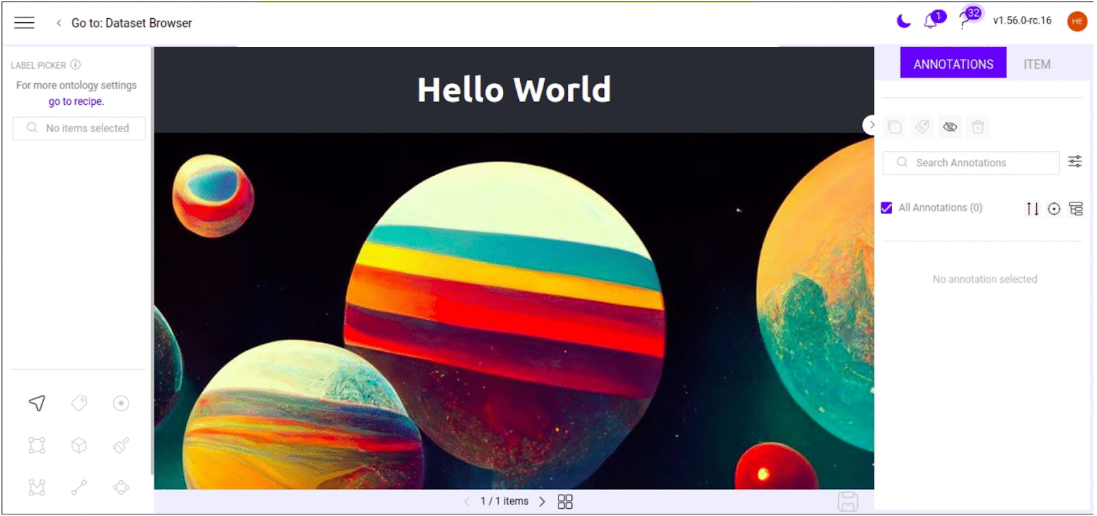 Go to: Dataset Browser
1
32
v1.56.0-rc.16
HE
LABEL PICKER
For more ontology settings
go to recipe.
No items selected
Hello World
ANNOTATIONS
ITEM
Search Annotations
All Annotations (0)
No annotation selected
1 / 1 items